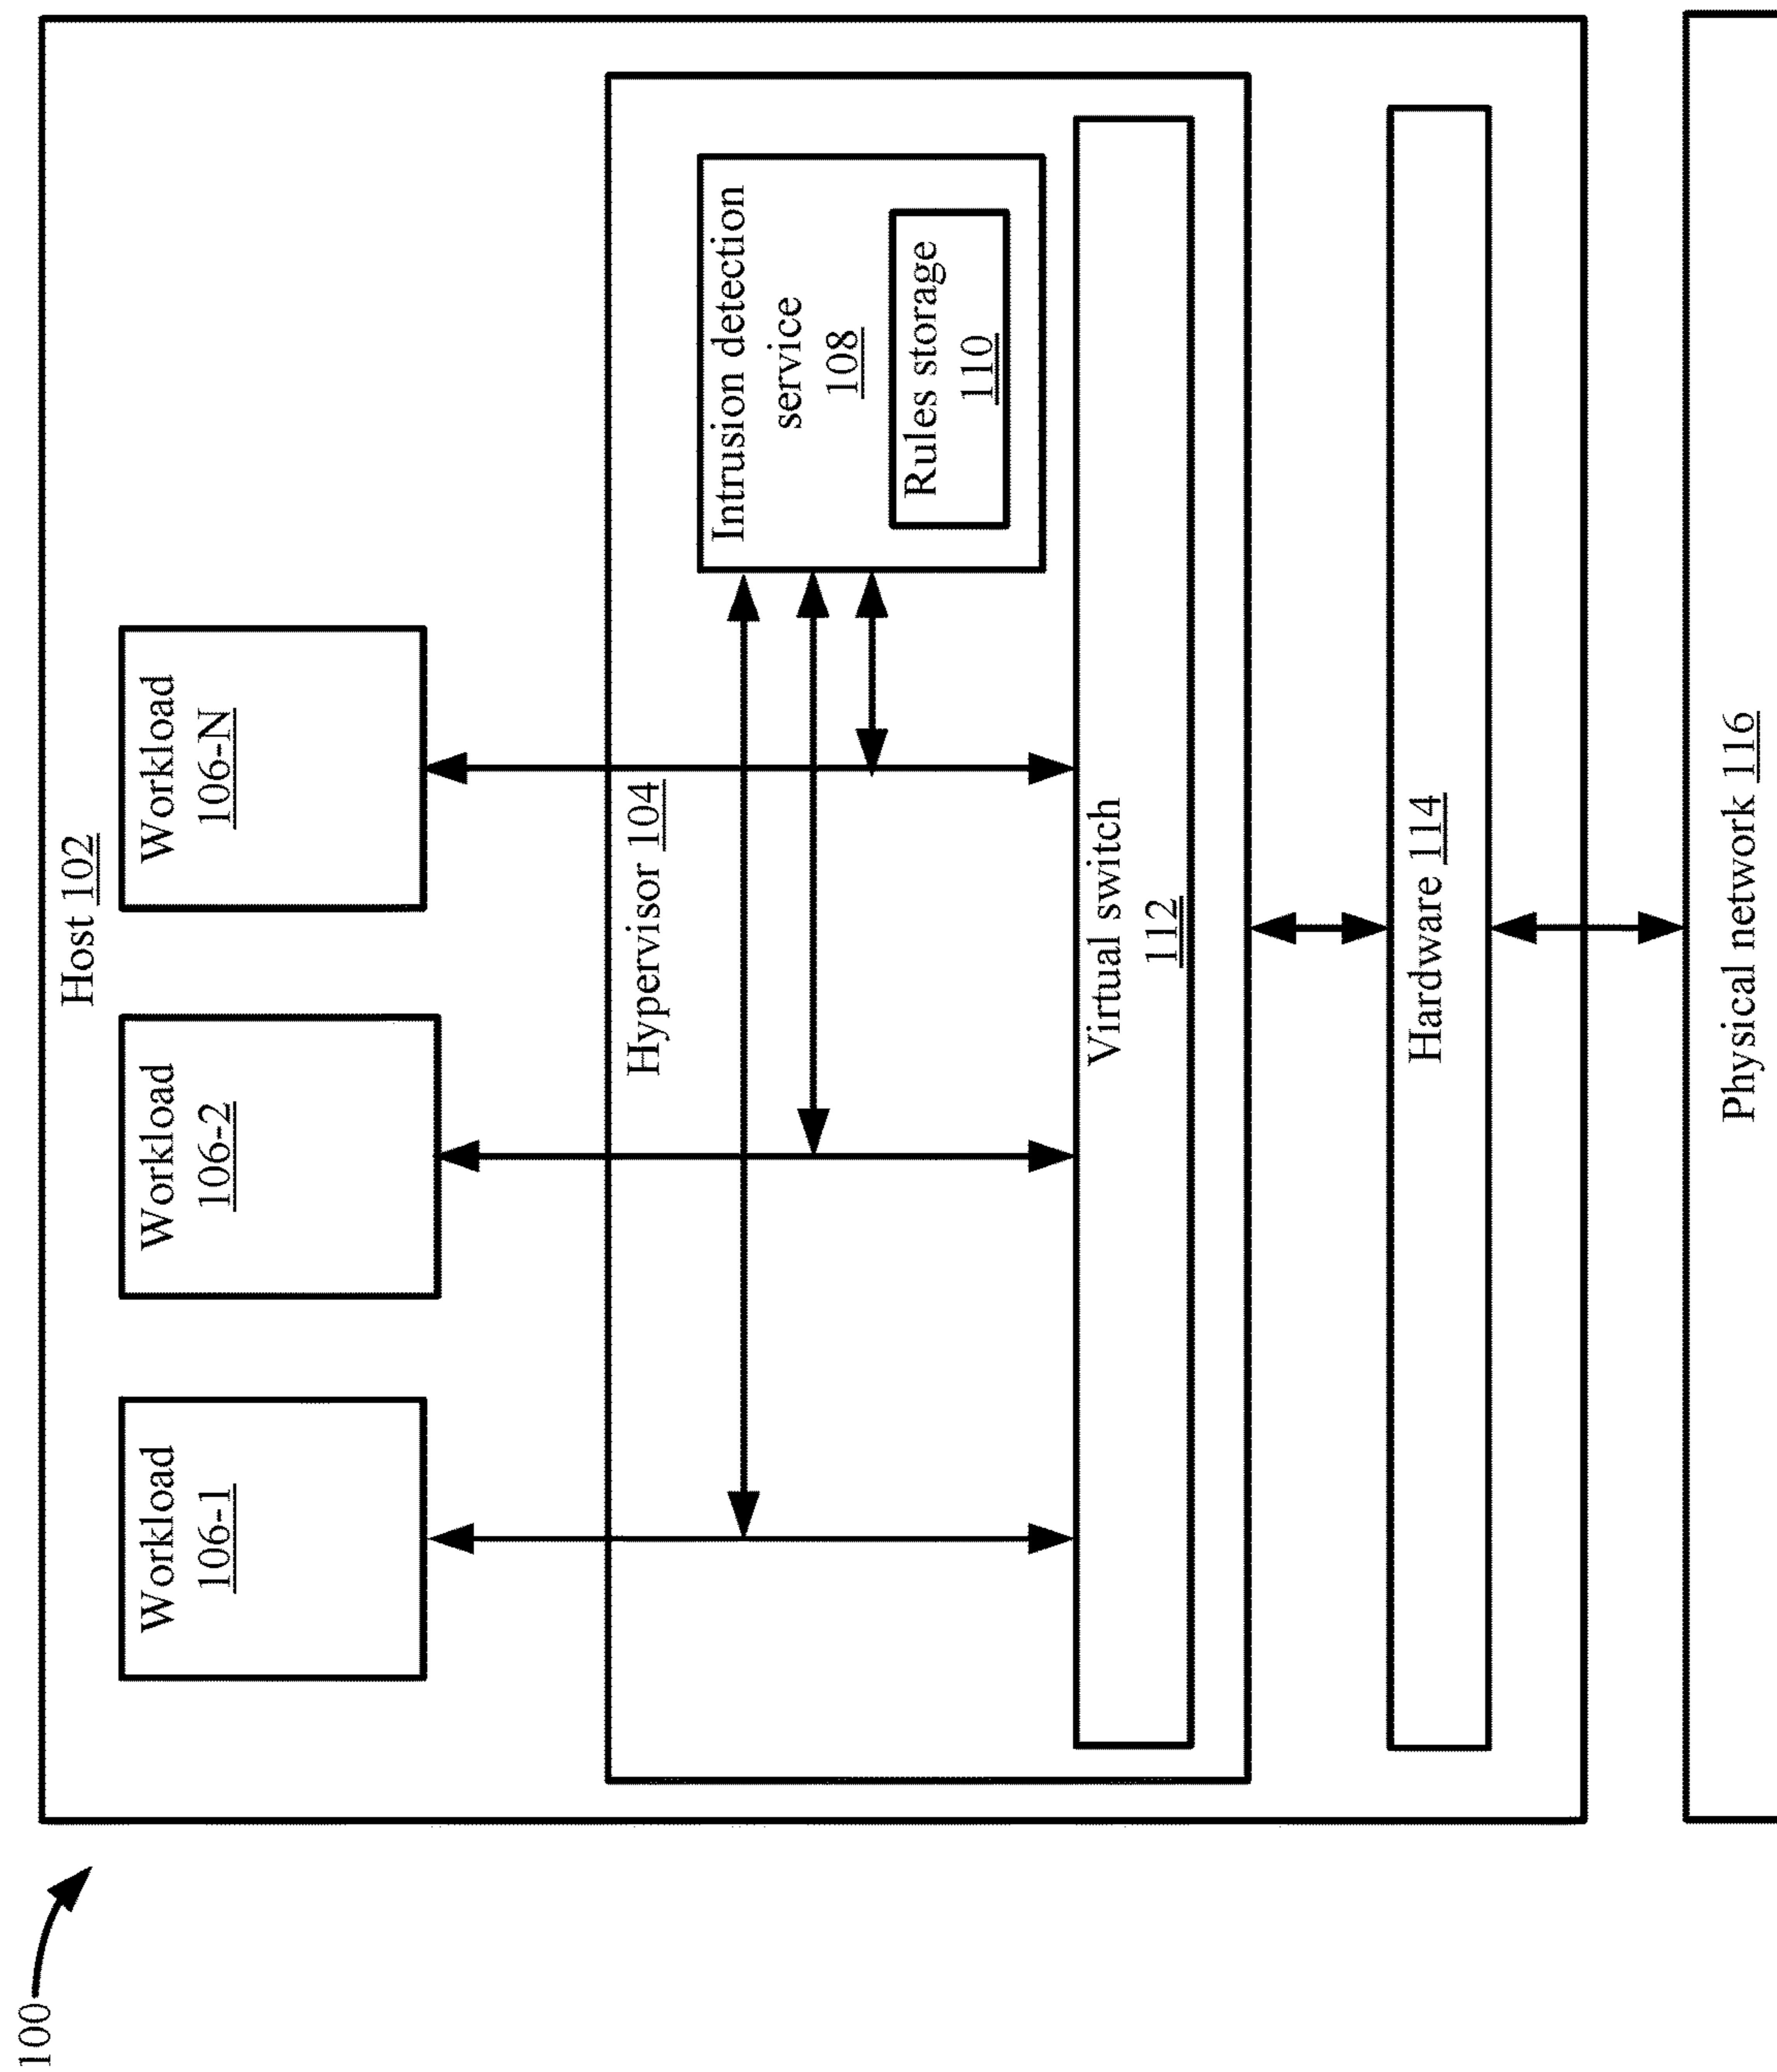 100
Host 102
Workload
106-1
Workload
106-2
Workload
106-N
Hypervisor 104
Intrusion detection
service
108
Rules storage
110
Virtual switch
112
Hardware 114
Physical network 116